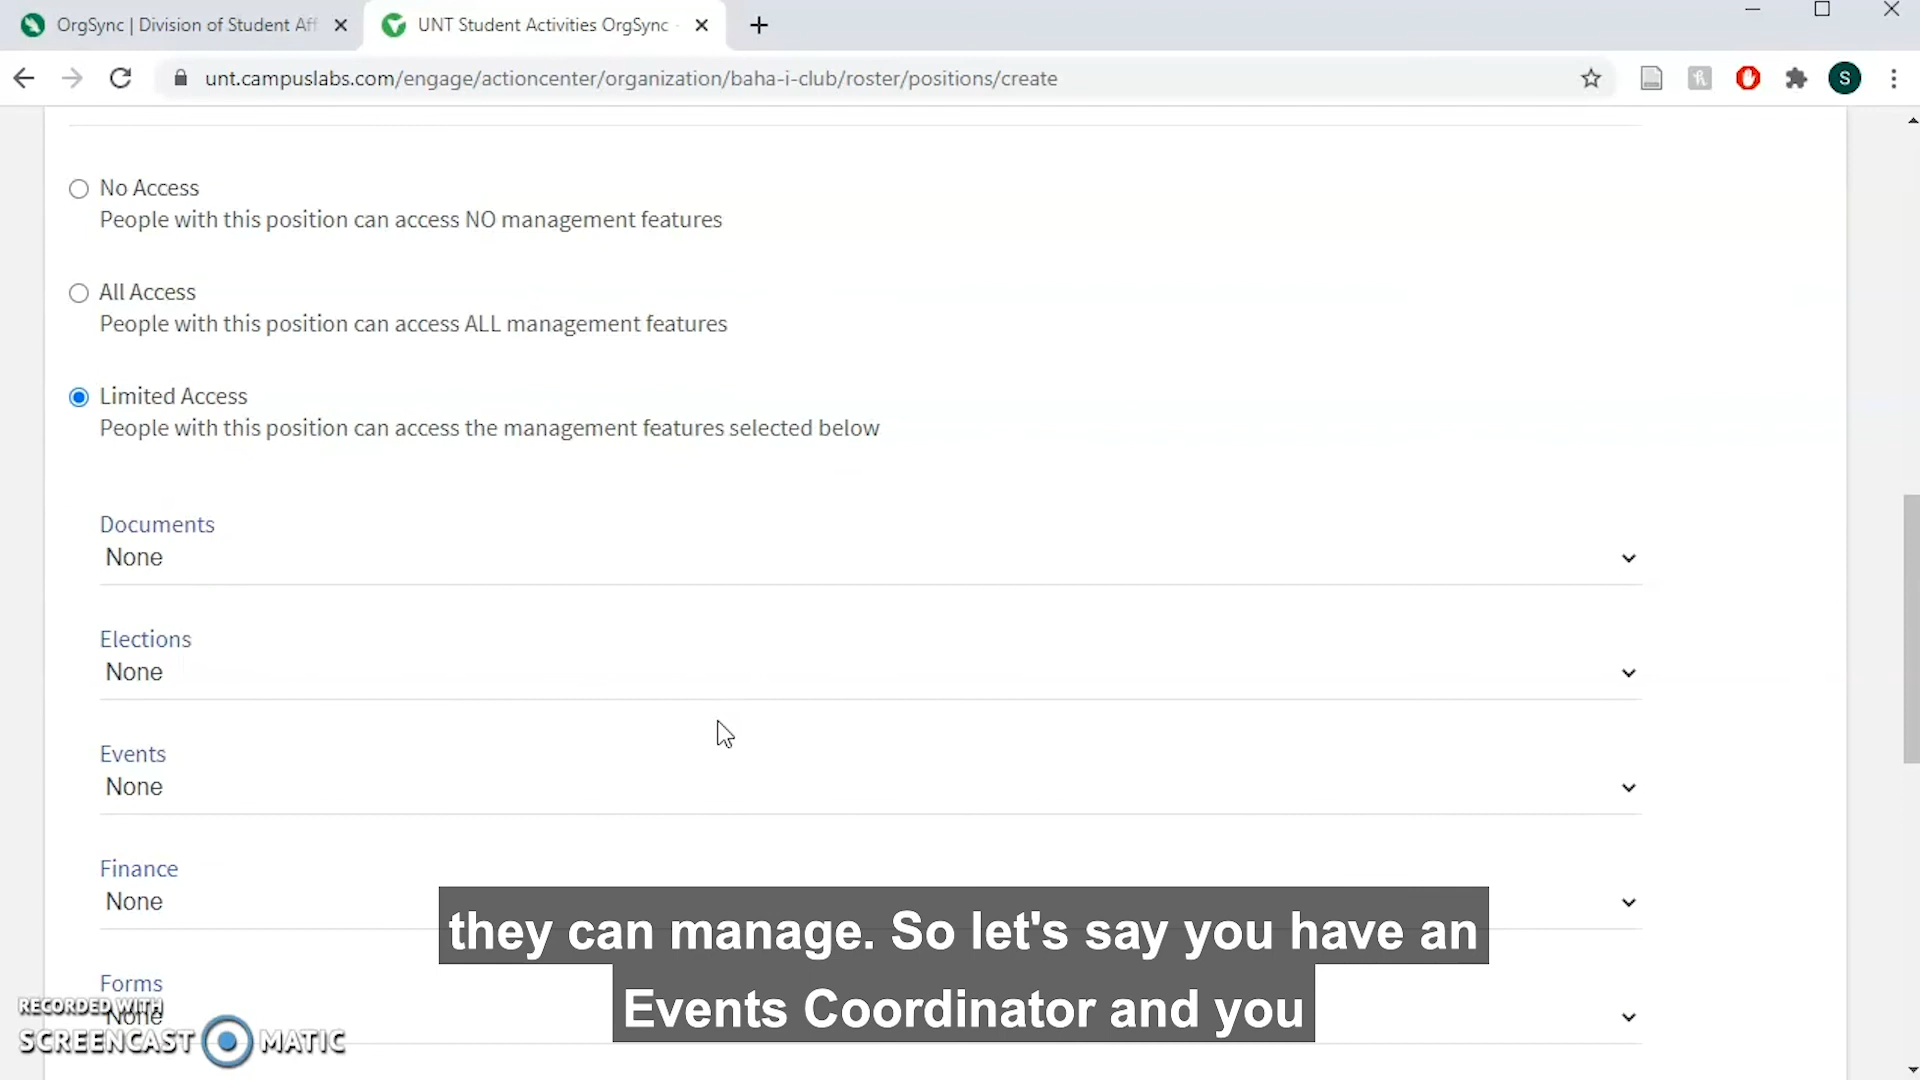 OrgSync | Division of Student Aff
UNT Student Activities OrgSync -
unt.campuslabs.com/engage/actioncenter/organization/baha-i-club/roster/positions/create
S
No Access
People with this position can access NO management features
All Access
People with this position can access ALL management features
Limited Access
People with this position can access the management features selected below
Documents
None
Elections
None
Events
None
Finance
None
they can manage. So let's say you have an
Events Coordinator and you
Forms
None
RECORDED WITH
SCREENCAST MATIC